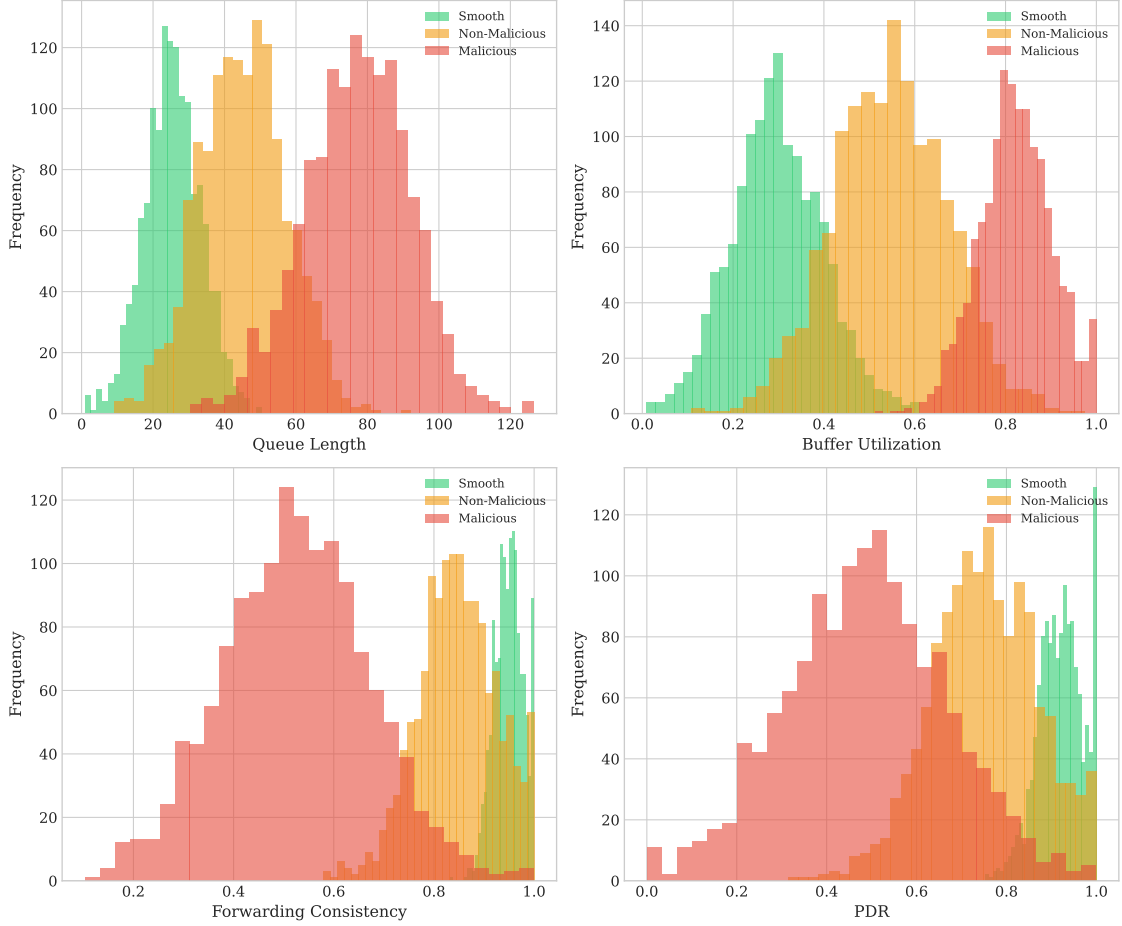 Frequency
120
100
80
60
40
20
0
0
20
40
60
80
100
120
Queue Length
Smooth
Non-Malicious
Malicious
Frequency
140
120
100
80
60
40
20
0
0.0
0.2
0.4
0.6
0.8
1.0
Buffer Utilization
Smooth
Non-Malicious
Malicious
Frequency
120
100
80
60
40
20
0
0.2
0.4
0.6
0.8
1.0
Forwarding Consistency
Smooth
Non-Malicious
Malicious
Frequency
120
100
80
60
40
20
0
0.0
0.2
0.4
0.6
0.8
1.0
PDR
Smooth
Non-Malicious
Malicious